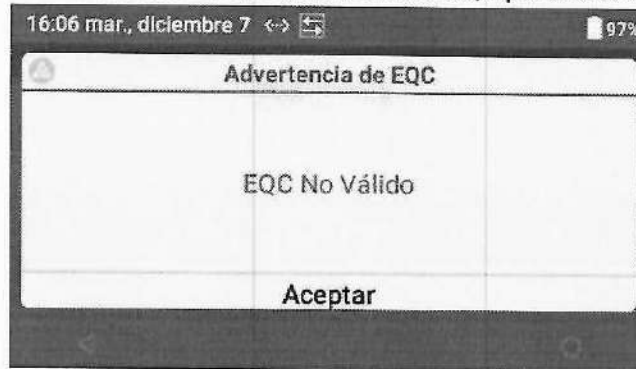 16:06 mar., diciembre 7
97%
Advertencia de EQC
EQC No Válido
Aceptar